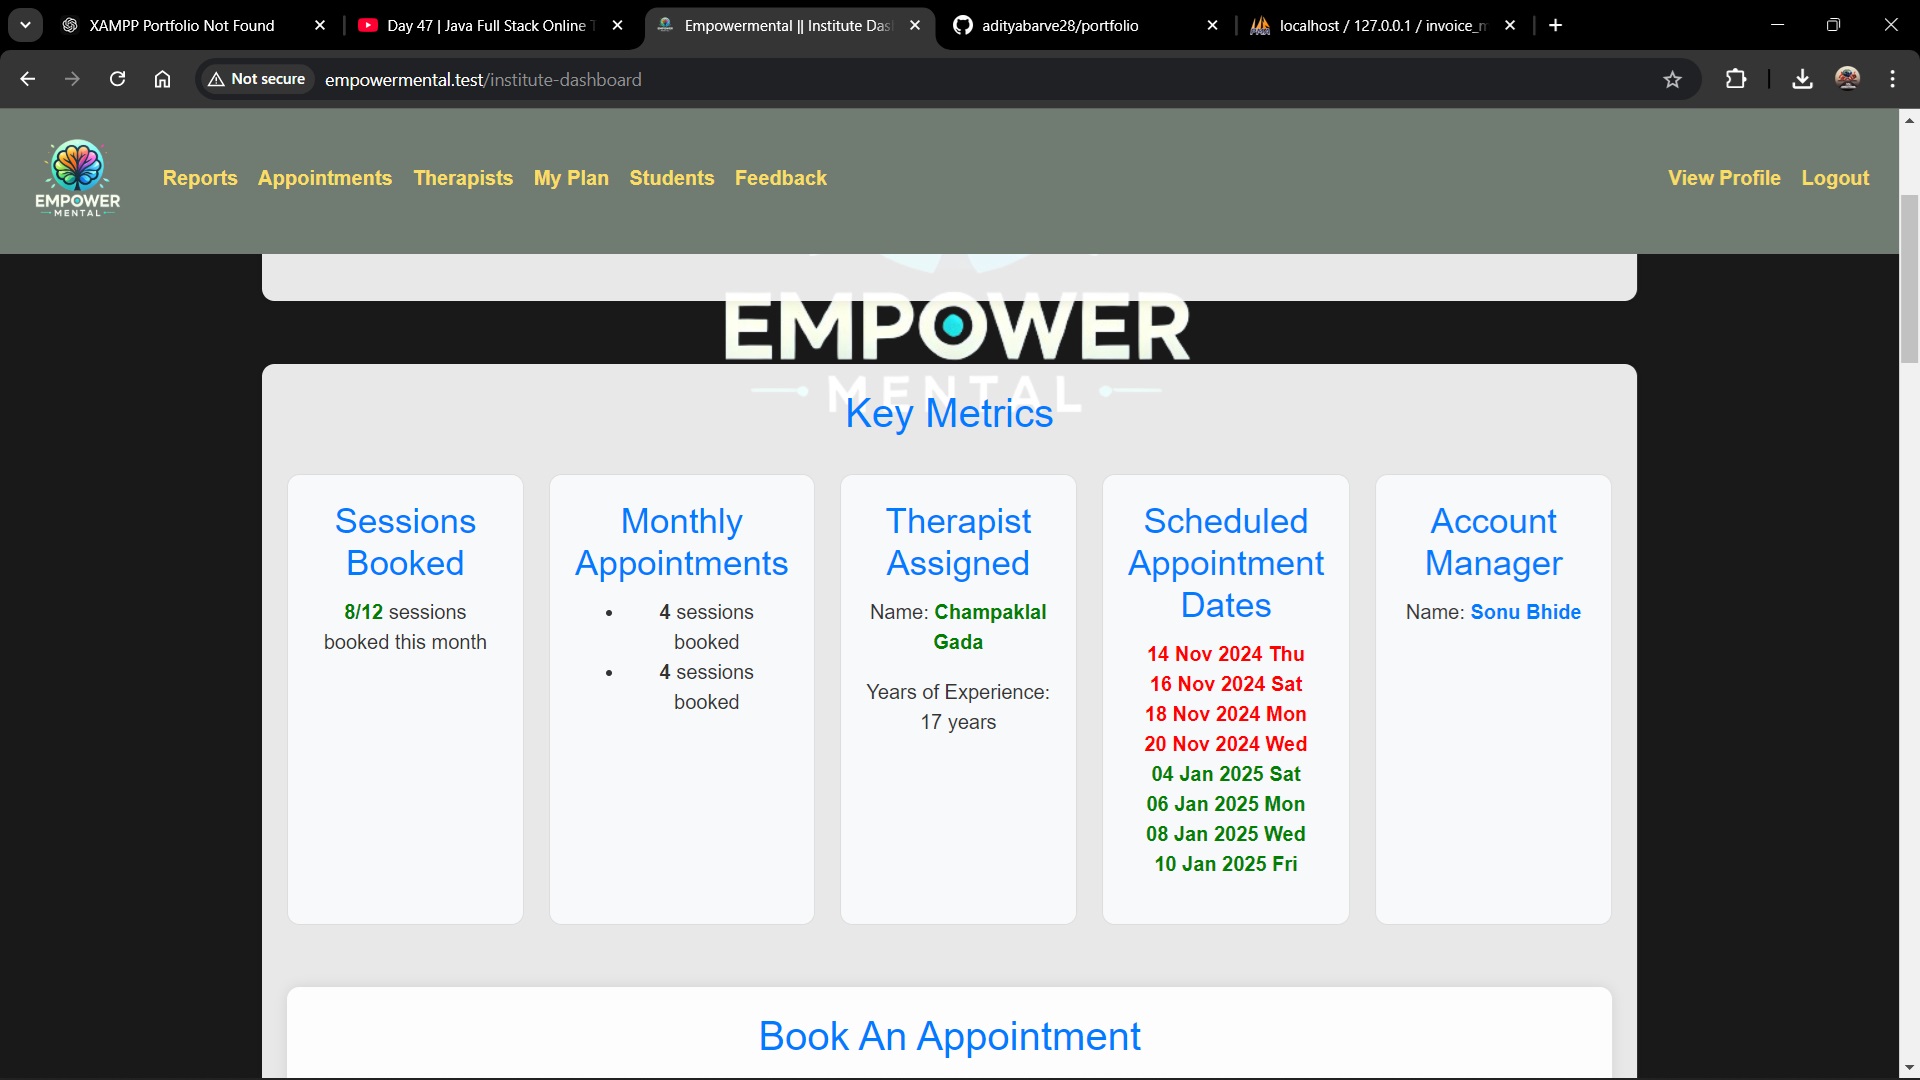 XAMPP Portfolio Not Found
Day 47 | Java Full Stack Online
Empowermental || Institute Das
adityabarve28/portfolio
localhost / 127.0.0.1 / invoice_m
Not secure
empowermental.test/institute-dashboard
EMPOWER
MENTAL
Reports Appointments Therapists My Plan Students Feedback
View Profile Logout
EMPOWER
MENTAL
Key Metrics
Sessions
Booked
8/12 sessions
booked this month
Monthly
Appointments
• 4 sessions
booked
• 4 sessions
booked
Therapist
Assigned
Name: Champaklal
Gada
Years of Experience:
17 years
Scheduled
Appointment
Dates
14 Nov 2024 Thu
16 Nov 2024 Sat
18 Nov 2024 Mon
20 Nov 2024 Wed
04 Jan 2025 Sat
06 Jan 2025 Mon
08 Jan 2025 Wed
10 Jan 2025 Fri
Account
Manager
Name: Sonu Bhide
Book An Appointment